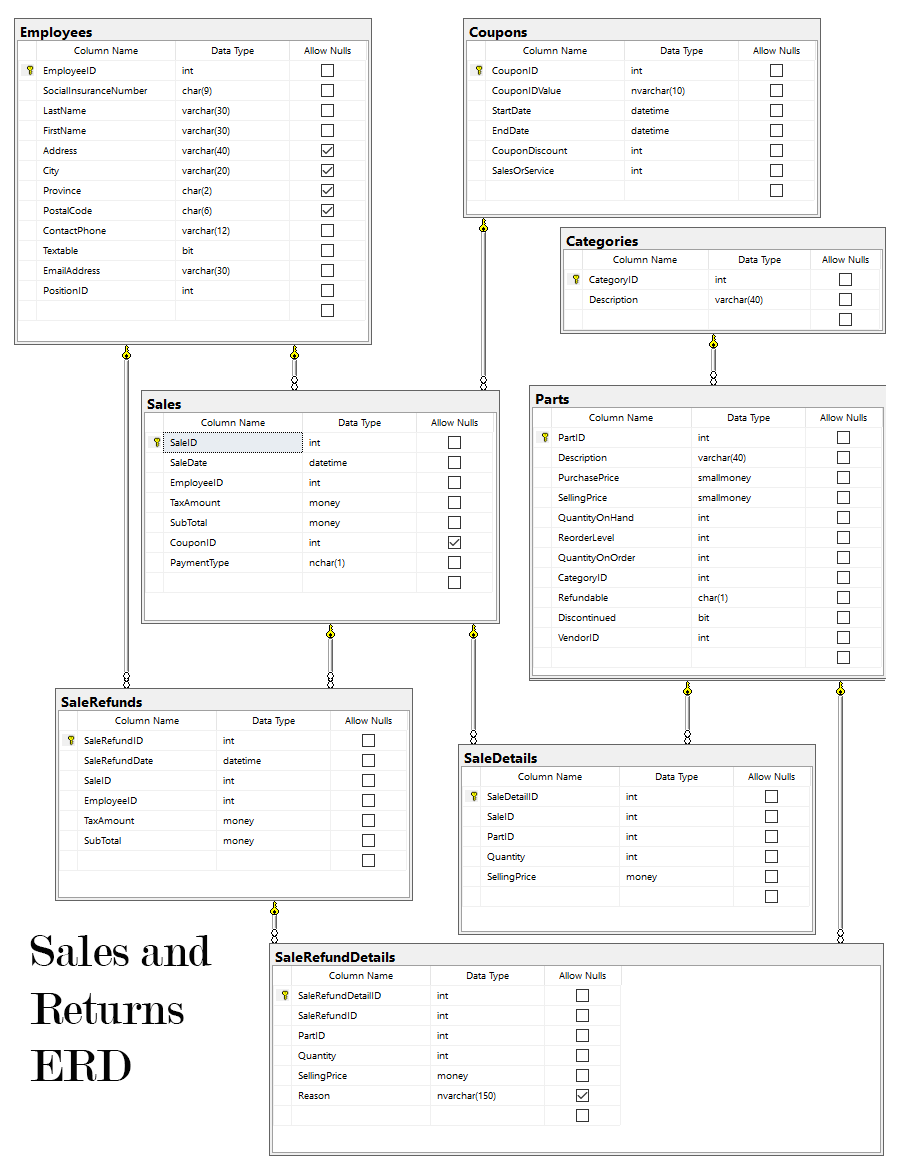 Employees
Column Name Data Type Allow Nulls
EmployeeID int
SocialInsuranceNumber char(9)
LastName varchar(30)
FirstName varchar(30)
Address varchar(40)
City varchar(20)
Province char(2)
PostalCode char(6)
ContactPhone varchar(12)
Textable bit
EmailAddress varchar(30)
PositionID int
Coupons
Column Name Data Type Allow Nulls
CouponID int
CouponIDValue nvarchar(10)
StartDate datetime
EndDate datetime
CouponDiscount int
SalesOrService int
Categories
Column Name Data Type Allow Nulls
CategoryID int
Description varchar(40)
Sales
Column Name Data Type Allow Nulls
SaleID int
SaleDate datetime
EmployeeID int
TaxAmount money
SubTotal money
CouponID int
PaymentType nchar(1)
Parts
Column Name Data Type Allow Nulls
PartID int
Description varchar(40)
PurchasePrice smallmoney
SellingPrice smallmoney
QuantityOnHand int
ReorderLevel int
QuantityOnOrder int
CategoryID int
Refundable char(1)
Discontinued bit
VendorID int
SaleRefunds
Column Name Data Type Allow Nulls
SaleRefundID int
SaleRefundDate datetime
SaleID int
EmployeeID int
TaxAmount money
SubTotal money
SaleDetails
Column Name Data Type Allow Nulls
SaleDetailID int
SaleID int
PartID int
Quantity int
SellingPrice money
Sales and
Returns
ERD
SaleRefundDetails
Column Name Data Type Allow Nulls
SaleRefundDetailID int
SaleRefundID int
PartID int
Quantity int
SellingPrice money
Reason nvarchar(150)